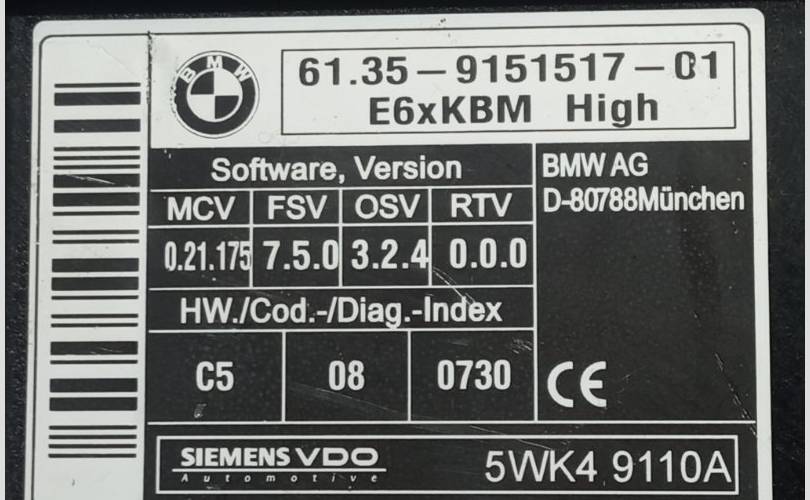 BMW
61.35-9151517-01
E6xKBM High
Software, Version
MCV FSV OSV RTV
0.21.175 7.5.0 3.2.4 0.0.0
HW./Cod.-/Diag.-Index
C5 08 0730
BMW AG
D-80788München
CE
SIEMENS VDO
Automotive
5WK4 9110A